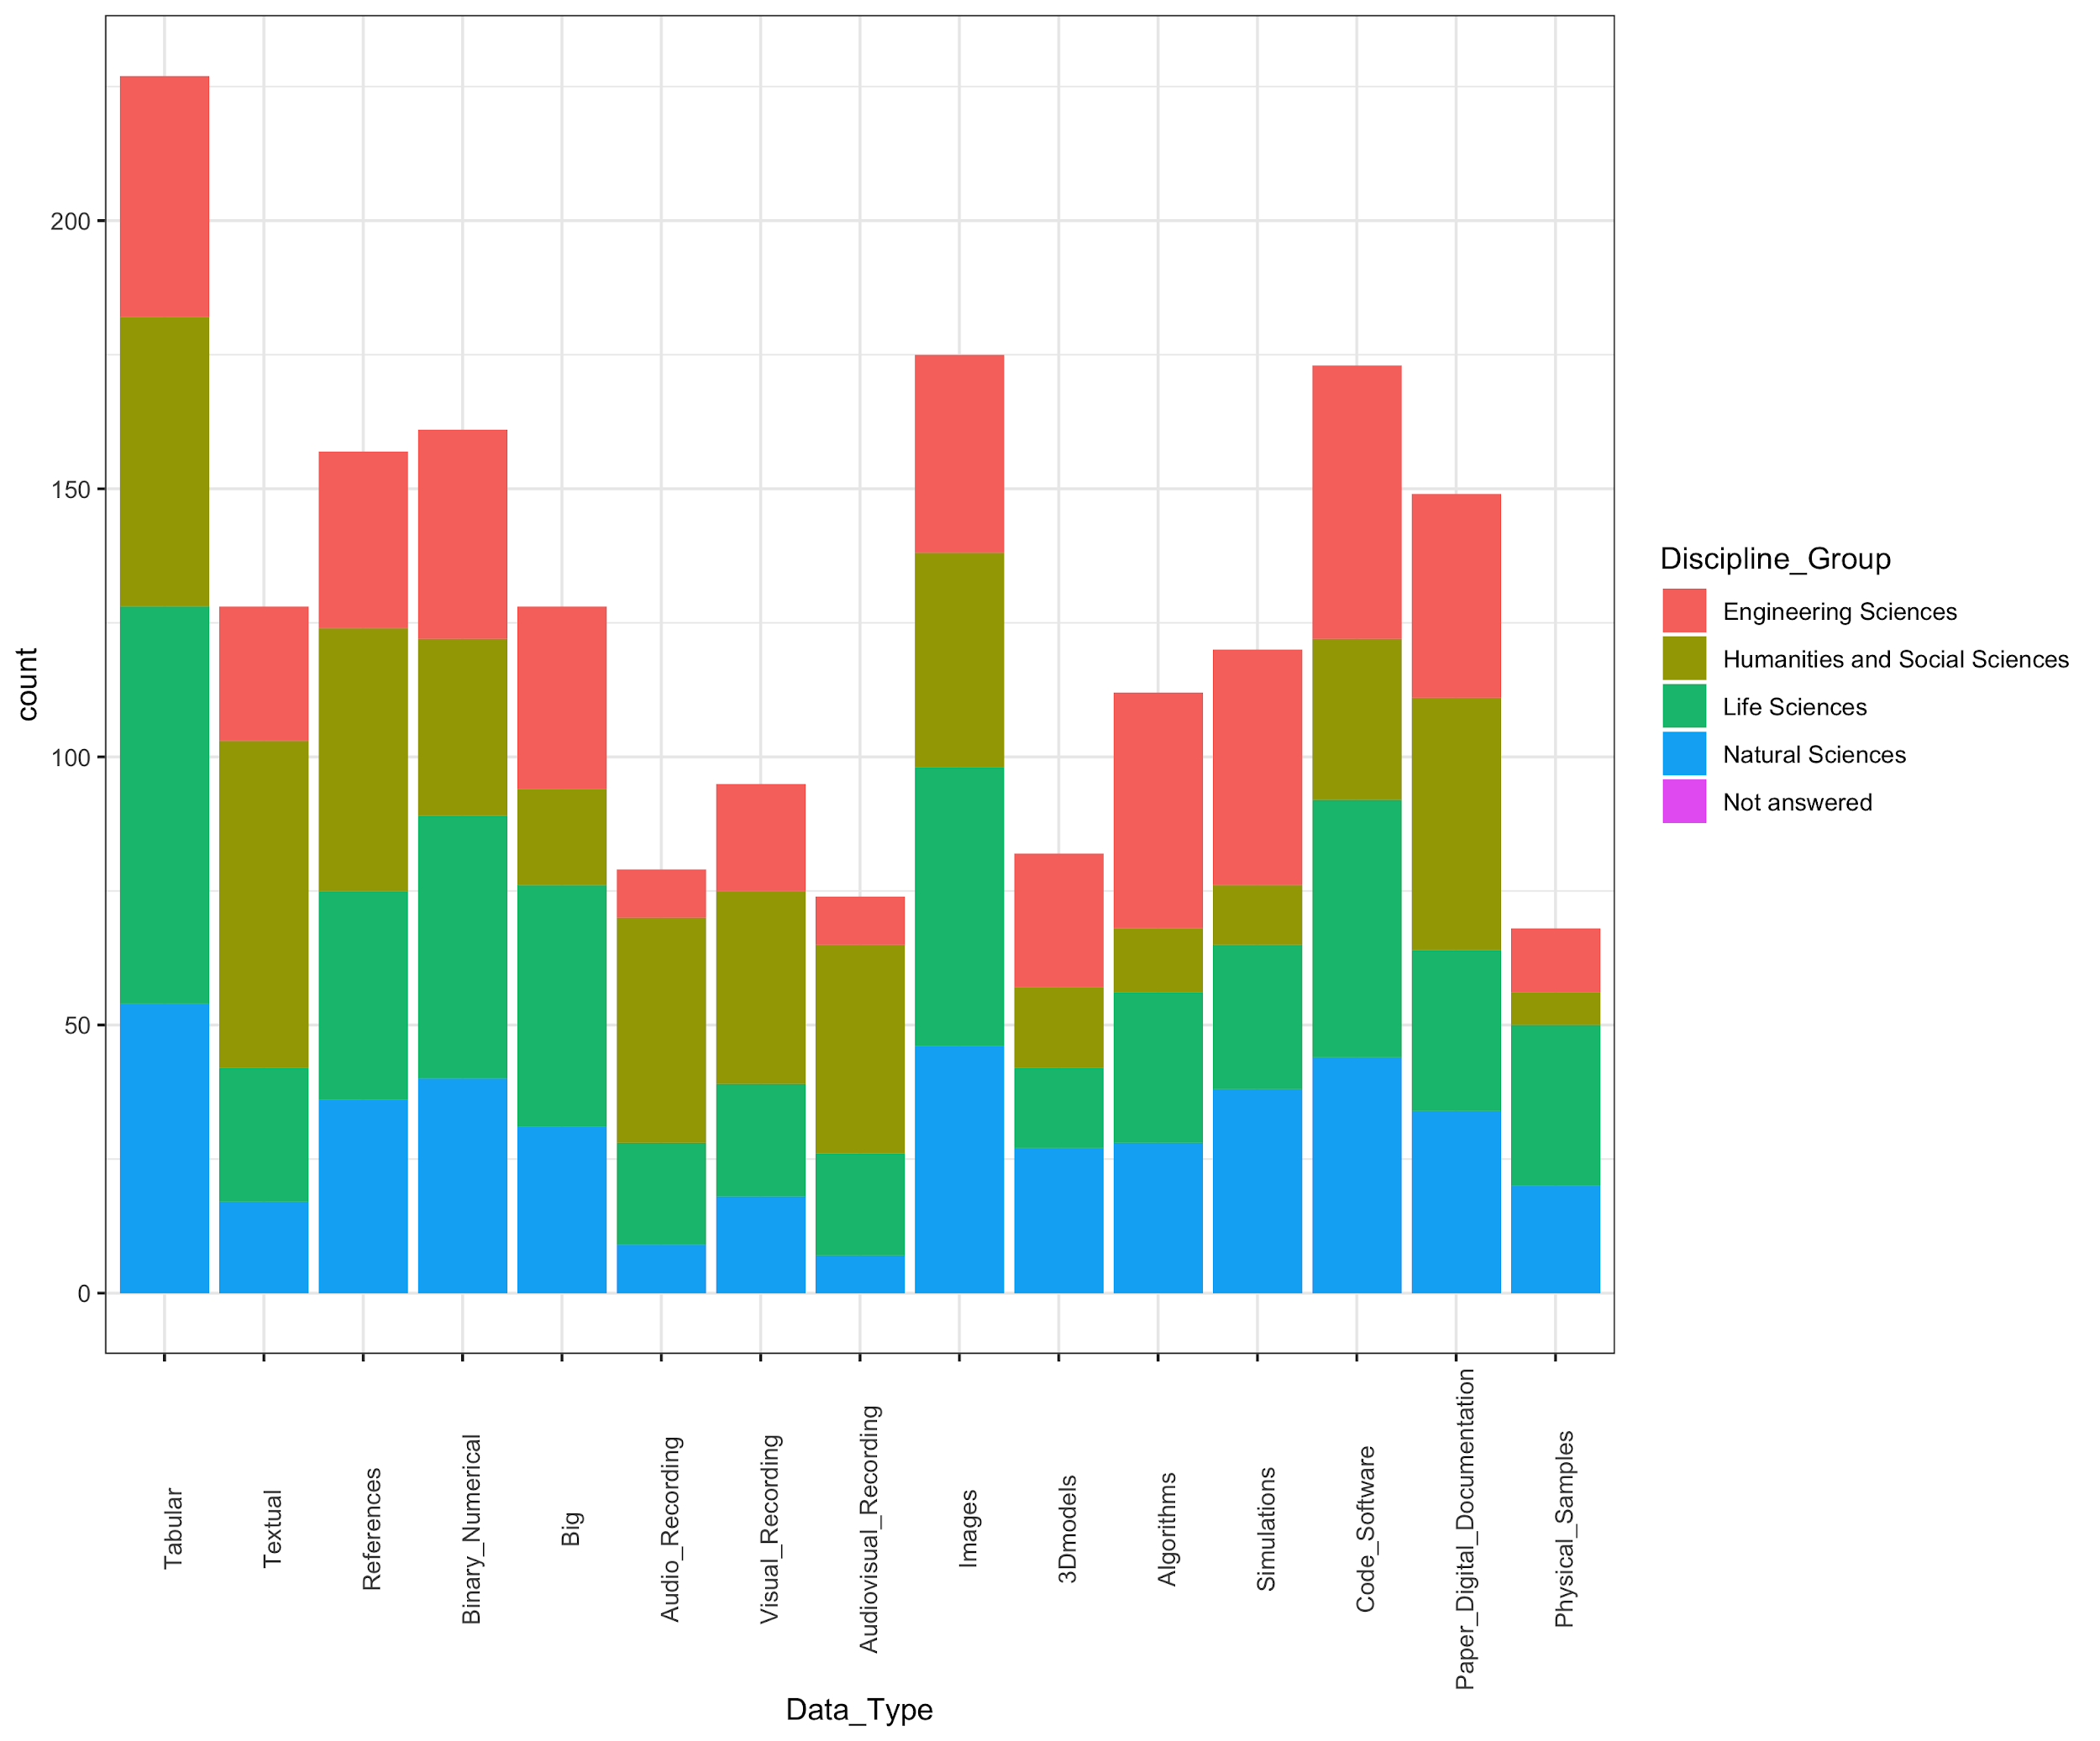 200
150
100
50
0
count
Tabular
Textual
References
Binary_Numerical
Big
Audio_Recording
Visual_Recording
Audiovisual_Recording
Images
3Dmodels
Algorithms
Simulations
Code_Software
Paper_Digital_Documentation
Physical_Samples
Data_Type
Discipline_Group
Engineering Sciences
Humanities and Social Sciences
Life Sciences
Natural Sciences
Not answered